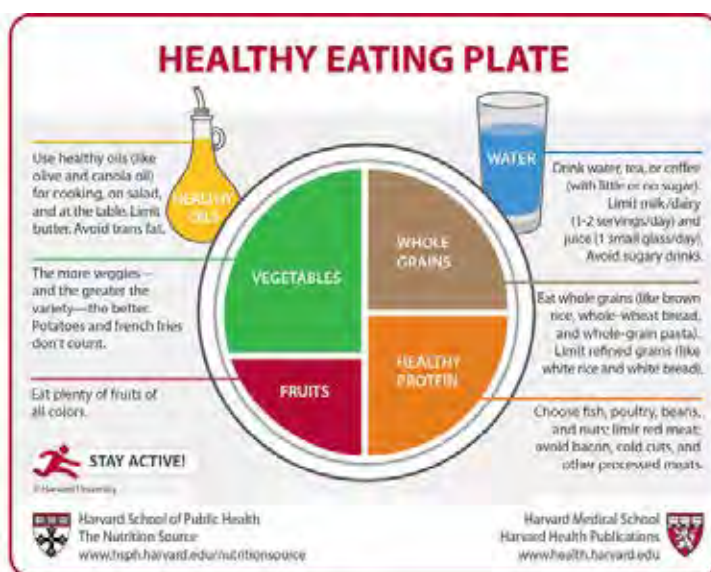 HEALTHY EATING PLATE
Use healthy oils (like
olive and canola oil)
for cooking, on salad,
and at the table. Limit
butter. Avoid trans fat.
HEALTHY
OILS
WATER
Drink water, tea, or coffee
(with little or no sugar).
Limit milk/dairy
(1-2 servings/day) and
juice (1 small glass/day).
Avoid sugary drinks.
The more veggies—
and the greater the
variety—the better.
Potatoes and french fries
don't count.
VEGETABLES
WHOLE
GRAINS
Eat whole grains (like brown
rice, whole-wheat bread,
and whole-grain pasta).
Limit refined grains (like
white rice and white bread).
Eat plenty of fruits of
all colors.
FRUITS
HEALTHY
PROTEIN
Choose fish, poultry, beans,
and nuts; limit red meat;
avoid bacon, cold cuts, and
other processed meats.
STAY ACTIVE!
© Harvard University
Harvard School of Public Health
The Nutrition Source
www.hsph.harvard.edu/nutritionsource
Harvard Medical School
Harvard Health Publications
www.health.harvard.edu